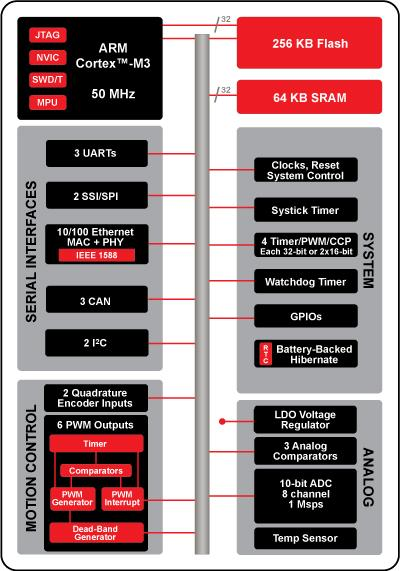 JTAG
NVIC
SWD/T
MPU
ARM
Cortex™-M3
50 MHz
32
256 KB Flash
32
64 KB SRAM
SERIAL INTERFACES
3 UARTs
2 SSI/SPI
10/100 Ethernet
MAC + PHY
IEEE 1588
3 CAN
2 I²C
SYSTEM
Clocks, Reset
System Control
Systick Timer
4 Timer/PWM/CCP
Each 32-bit or 2x16-bit
Watchdog Timer
GPIOs
RTC
Battery-Backed
Hibernate
MOTION CONTROL
2 Quadrature
Encoder Inputs
6 PWM Outputs
Timer
Comparators
PWM
Generator
PWM
Interrupt
Dead-Band
Generator
ANALOG
LDO Voltage
Regulator
3 Analog
Comparators
10-bit ADC
8 channel
1 Msps
Temp Sensor